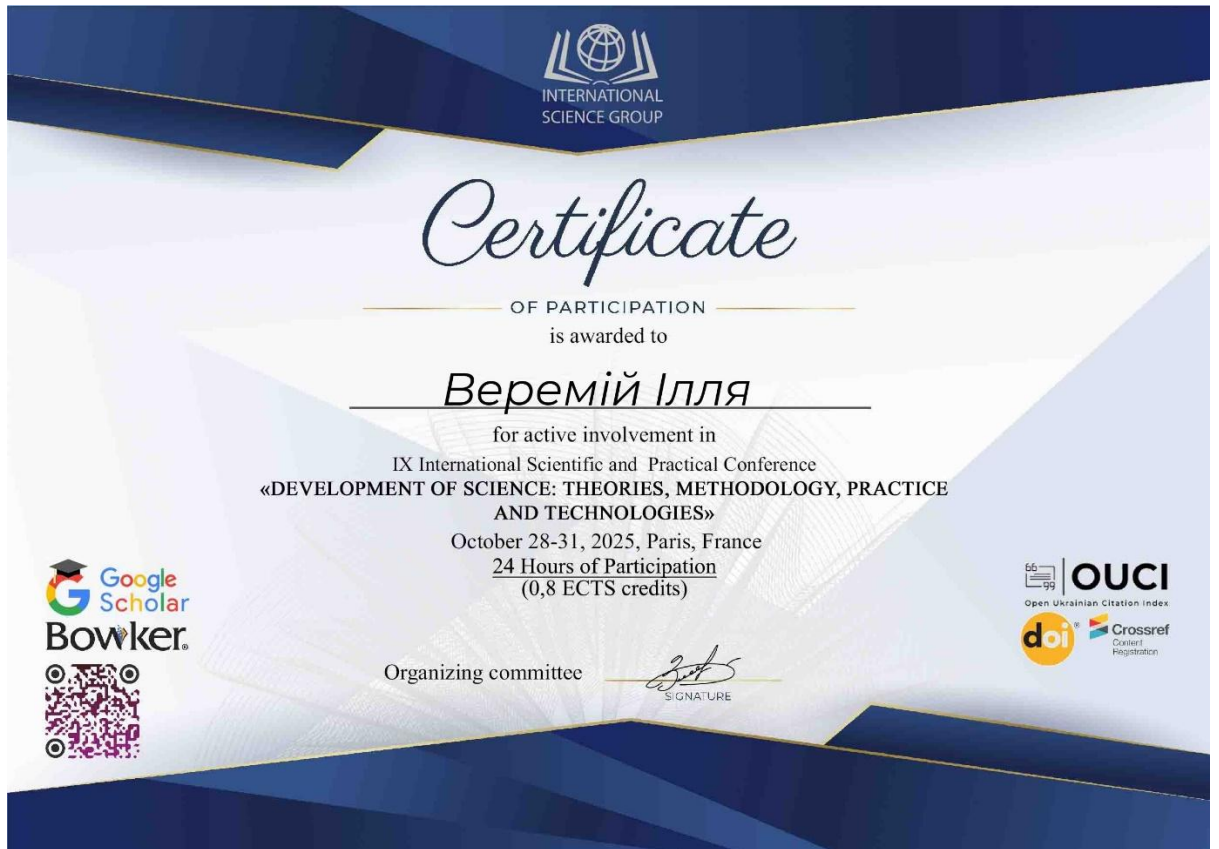 INTERNATIONAL
SCIENCE GROUP
Certificate
OF PARTICIPATION
is awarded to
Веремій Ілля
for active involvement in
IX International Scientific and Practical Conference
«DEVELOPMENT OF SCIENCE: THEORIES, METHODOLOGY, PRACTICE
AND TECHNOLOGIES»
October 28-31, 2025, Paris, France
24 Hours of Participation
(0,8 ECTS credits)
Google
Scholar
Bowker®
66
99
OUCI
Open Ukrainian Citation Index
doi®
Crossref
Content
Registration
Organizing committee
SIGNATURE